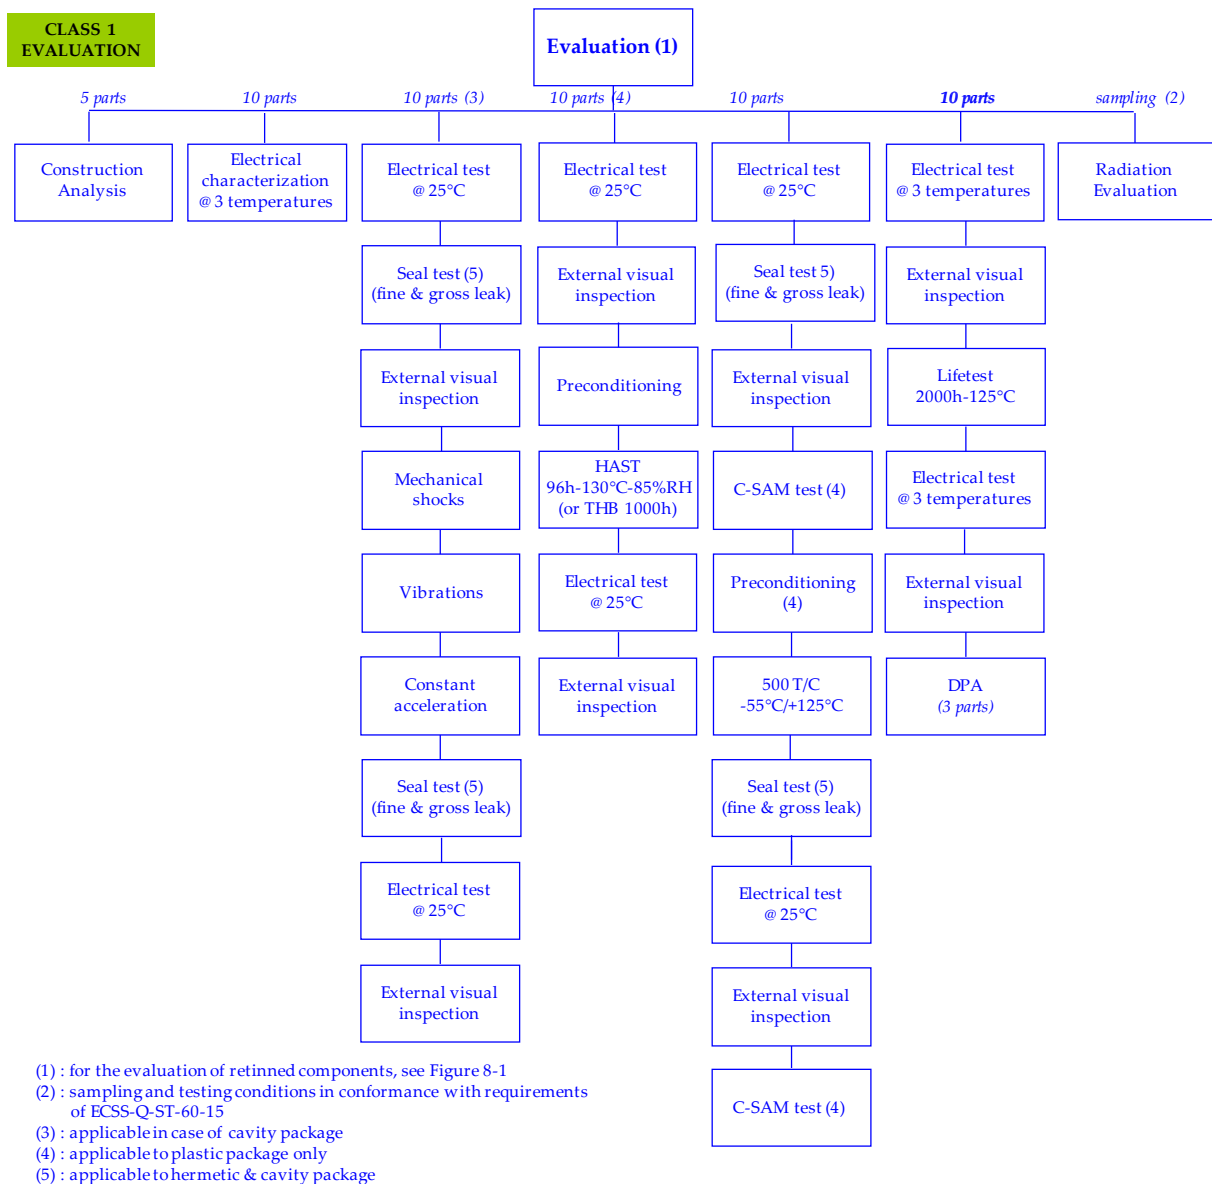 CLASS 1
EVALUATION
Evaluation (1)
5 parts
10 parts
10 parts (3)
10 parts (4)
10 parts
10 parts
sampling (2)
Construction
Analysis
Electrical
characterization
@ 3 temperatures
Electrical test
@ 25°C
Electrical test
@ 25°C
Electrical test
@ 25°C
Electrical test
@ 3 temperatures
Radiation
Evaluation
Seal test (5)
(fine & gross leak)
External visual
inspection
Seal test 5)
(fine & gross leak)
External visual
inspection
External visual
inspection
Preconditioning
External visual
inspection
Lifetest
2000h-125°C
Mechanical
shocks
HAST
96h-130°C-85%RH
(or THB 1000h)
C-SAM test (4)
Electrical test
@ 3 temperatures
Vibrations
Electrical test
@ 25°C
Preconditioning
(4)
External visual
inspection
Constant
acceleration
External visual
inspection
500 T/C
-55°C/+125°C
DPA
(3 parts)
Seal test (5)
(fine & gross leak)
Seal test (5)
(fine & gross leak)
Electrical test
@ 25°C
Electrical test
@ 25°C
External visual
inspection
External visual
inspection
C-SAM test (4)
(1) : for the evaluation of retinned components, see Figure 8-1
(2) : sampling and testing conditions in conformance with requirements
of ECSS-Q-ST-60-15
(3) : applicable in case of cavity package
(4) : applicable to plastic package only
(5) : applicable to hermetic & cavity package